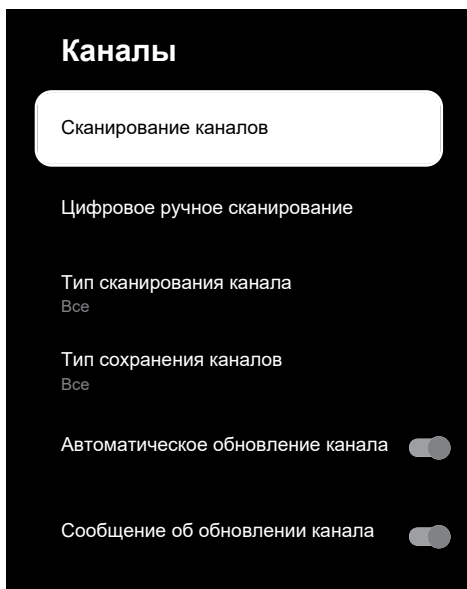 Каналы
Сканирование каналов
Цифровое ручное сканирование
Тип сканирования канала
Все
Тип сохранения каналов
Все
Автоматическое обновление канала
Сообщение об обновлении канала